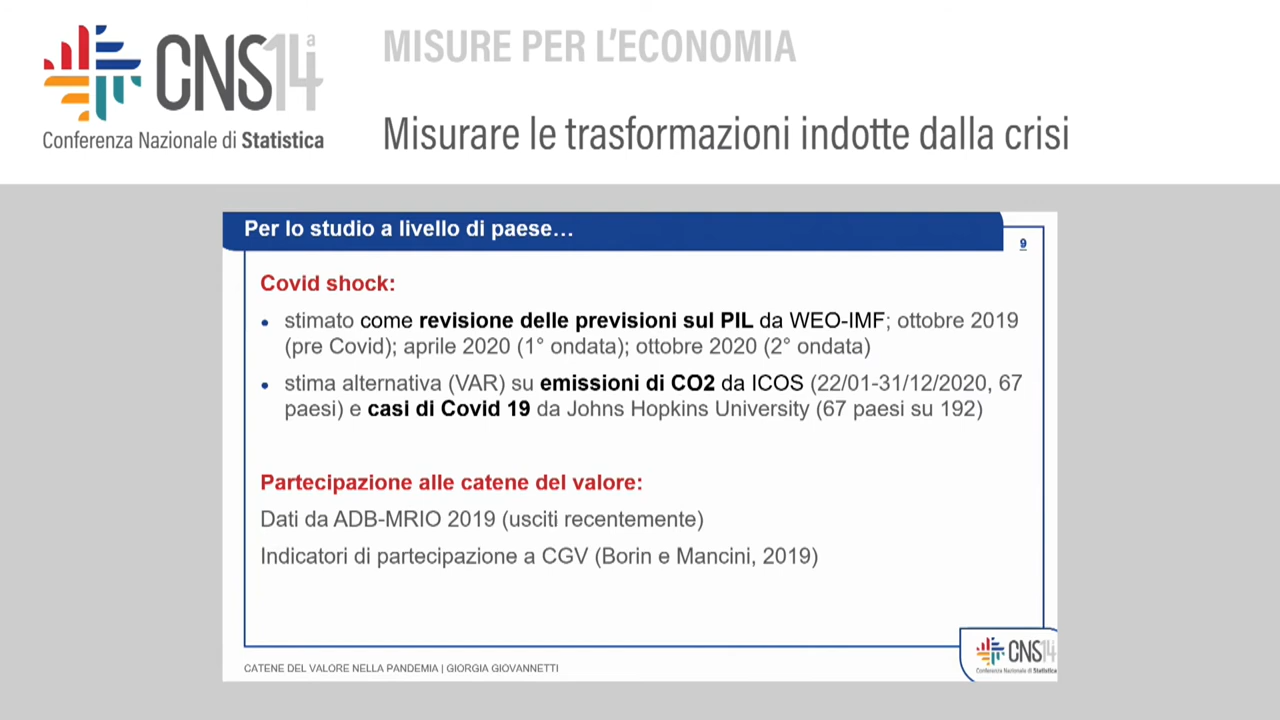 CNS14ª
Conferenza Nazionale di Statistica
MISURE PER L'ECONOMIA
Misurare le trasformazioni indotte dalla crisi
Per lo studio a livello di paese…
9
Covid shock:
• stimato come revisione delle previsioni sul PIL da WEO-IMF; ottobre 2019
(pre Covid); aprile 2020 (1° ondata); ottobre 2020 (2° ondata)
• stima alternativa (VAR) su emissioni di CO2 da ICOS (22/01-31/12/2020, 67
paesi) e casi di Covid 19 da Johns Hopkins University (67 paesi su 192)
Partecipazione alle catene del valore:
Dati da ADB-MRIO 2019 (usciti recentemente)
Indicatori di partecipazione a CGV (Borin e Mancini, 2019)
CATENE DEL VALORE NELLA PANDEMIA | GIORGIA GIOVANNETTI
CNS14
Conferenza Nazionale di Statistica